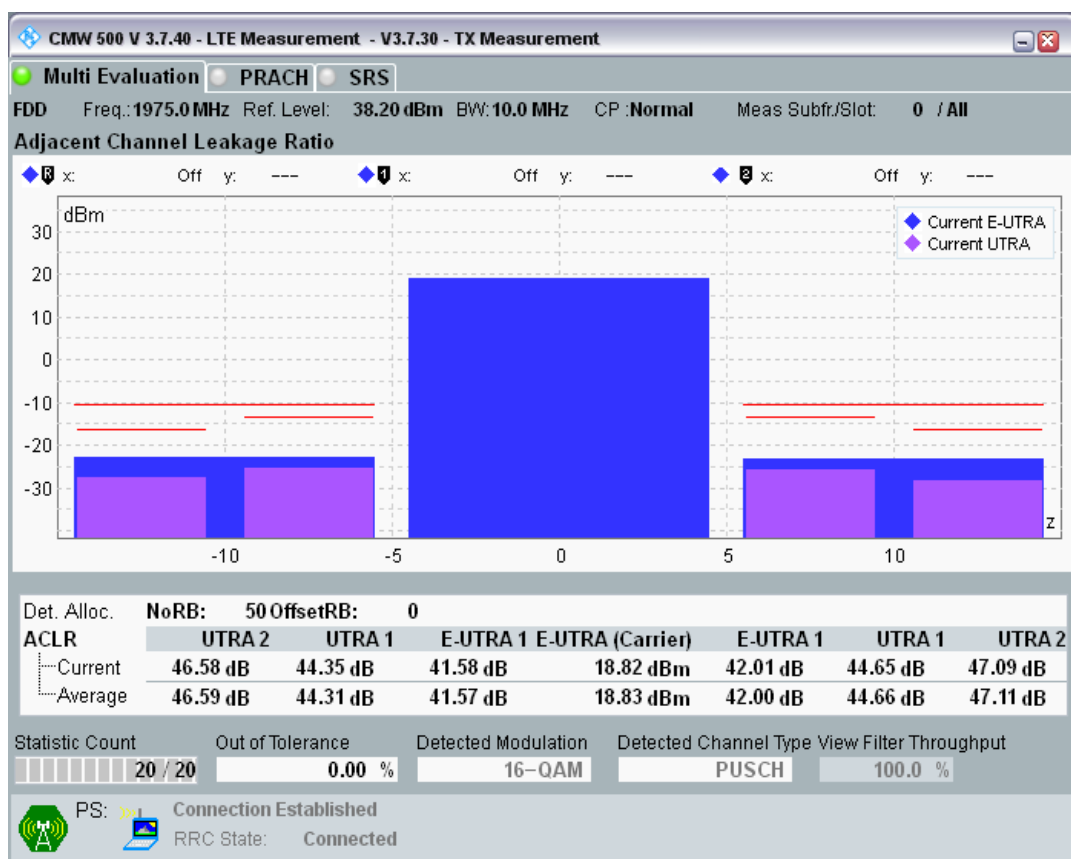 CMW 500 V 3.7.40 - LTE Measurement - V3.7.30 - TX Measurement
Multi Evaluation PRACH SRS
FDD Freq.: 1975.0 MHz Ref. Level: 38.20 dBm BW: 10.0 MHz CP : Normal Meas Subfr./Slot: 0 / All
Adjacent Channel Leakage Ratio
R x: Off y: --- 1 x: Off y: --- 2 x: Off y: ---
dBm
Current E-UTRA
Current UTRA
30
20
10
0
-10
-20
-30
z
-10 -5 0 5 10
Det. Alloc. NoRB: 50 OffsetRB: 0
ACLR UTRA 2 UTRA 1 E-UTRA 1 E-UTRA (Carrier) E-UTRA 1 UTRA 1 UTRA 2
Current 46.58 dB 44.35 dB 41.58 dB 18.82 dBm 42.01 dB 44.65 dB 47.09 dB
Average 46.59 dB 44.31 dB 41.57 dB 18.83 dBm 42.00 dB 44.66 dB 47.11 dB
Statistic Count Out of Tolerance Detected Modulation Detected Channel Type View Filter Throughput
20 / 20 0.00 % 16-QAM PUSCH 100.0 %
PS: Connection Established
RRC State: Connected